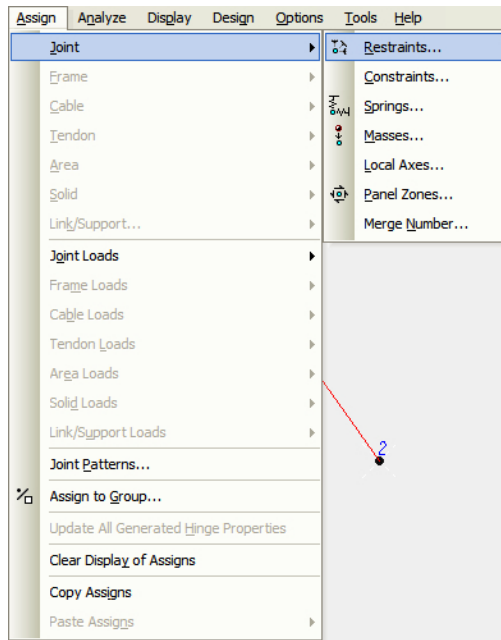 Assign Analyze Display Design Options Tools Help
Joint
Frame
Cable
Tendon
Area
Solid
Link/Support...
Joint Loads
Frame Loads
Cable Loads
Tendon Loads
Area Loads
Solid Loads
Link/Support Loads
Joint Patterns...
Assign to Group...
Update All Generated Hinge Properties
Clear Display of Assigns
Copy Assigns
Paste Assigns
Restraints...
Constraints...
Springs...
Masses...
Local Axes...
Panel Zones...
Merge Number...
2